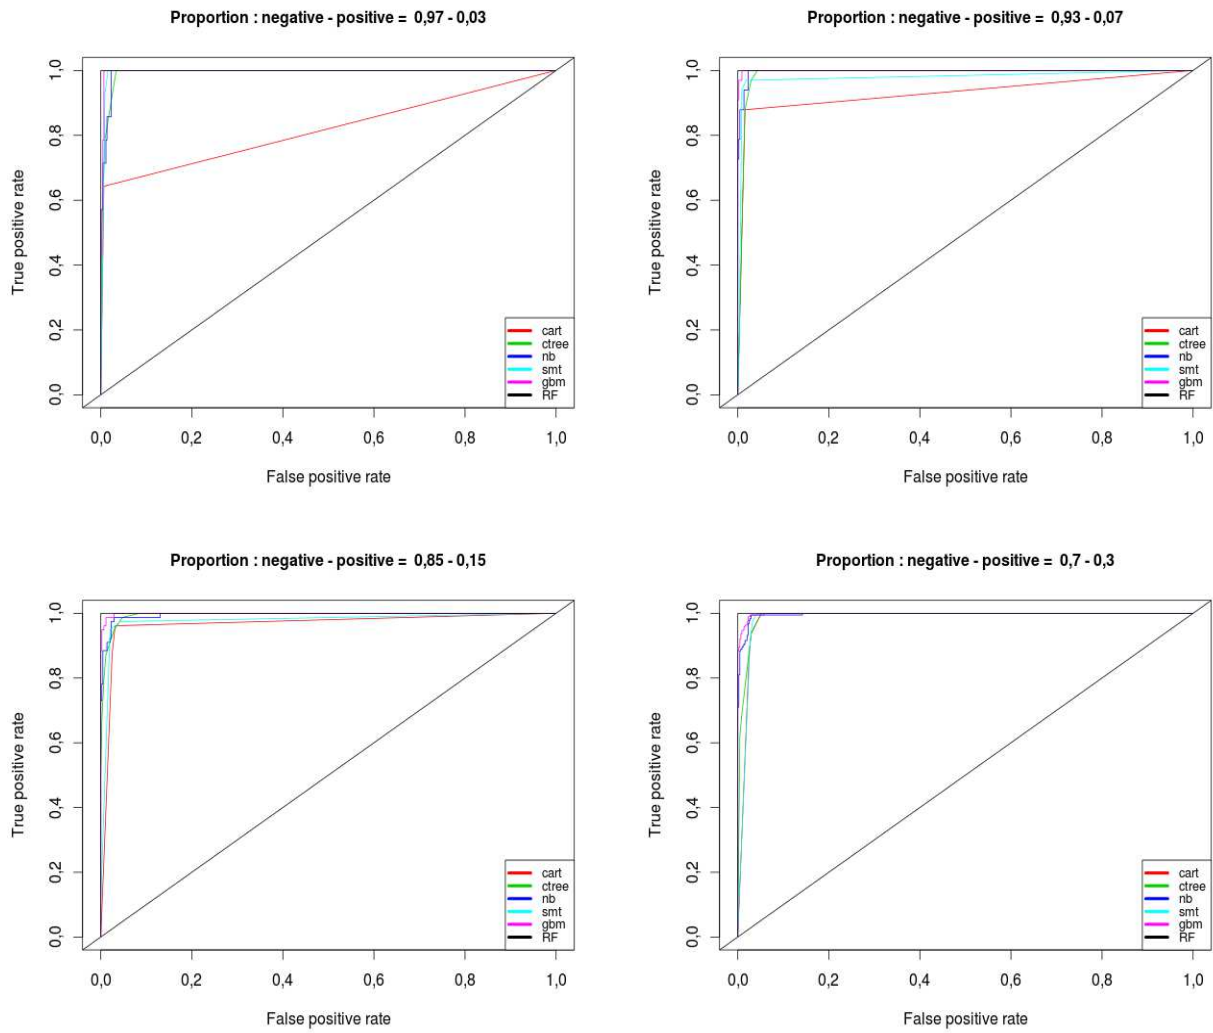 Proportion : negative - positive = 0,97 - 0,03
True positive rate
1,0
0,8
0,6
0,4
0,2
0,0
cart
ctree
nb
smt
gbm
RF
0,0 0,2 0,4 0,6 0,8 1,0
False positive rate
Proportion : negative - positive = 0,93 - 0,07
True positive rate
1,0
0,8
0,6
0,4
0,2
0,0
cart
ctree
nb
smt
gbm
RF
0,0 0,2 0,4 0,6 0,8 1,0
False positive rate
Proportion : negative - positive = 0,85 - 0,15
True positive rate
1,0
0,8
0,6
0,4
0,2
0,0
cart
ctree
nb
smt
gbm
RF
0,0 0,2 0,4 0,6 0,8 1,0
False positive rate
Proportion : negative - positive = 0,7 - 0,3
True positive rate
1,0
0,8
0,6
0,4
0,2
0,0
cart
ctree
nb
smt
gbm
RF
0,0 0,2 0,4 0,6 0,8 1,0
False positive rate